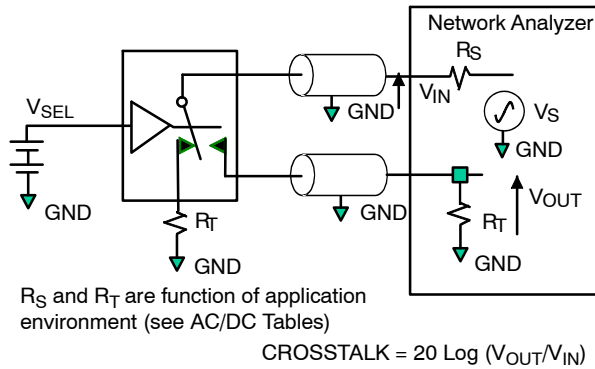 Network Analyzer
RS
VSEL
GND
VIN
VS
GND
GND
VOUT
RT
GND
RT
GND
GND
RS and RT are function of application
environment (see AC/DC Tables)
CROSSTALK = 20 Log (VOUT/VIN)